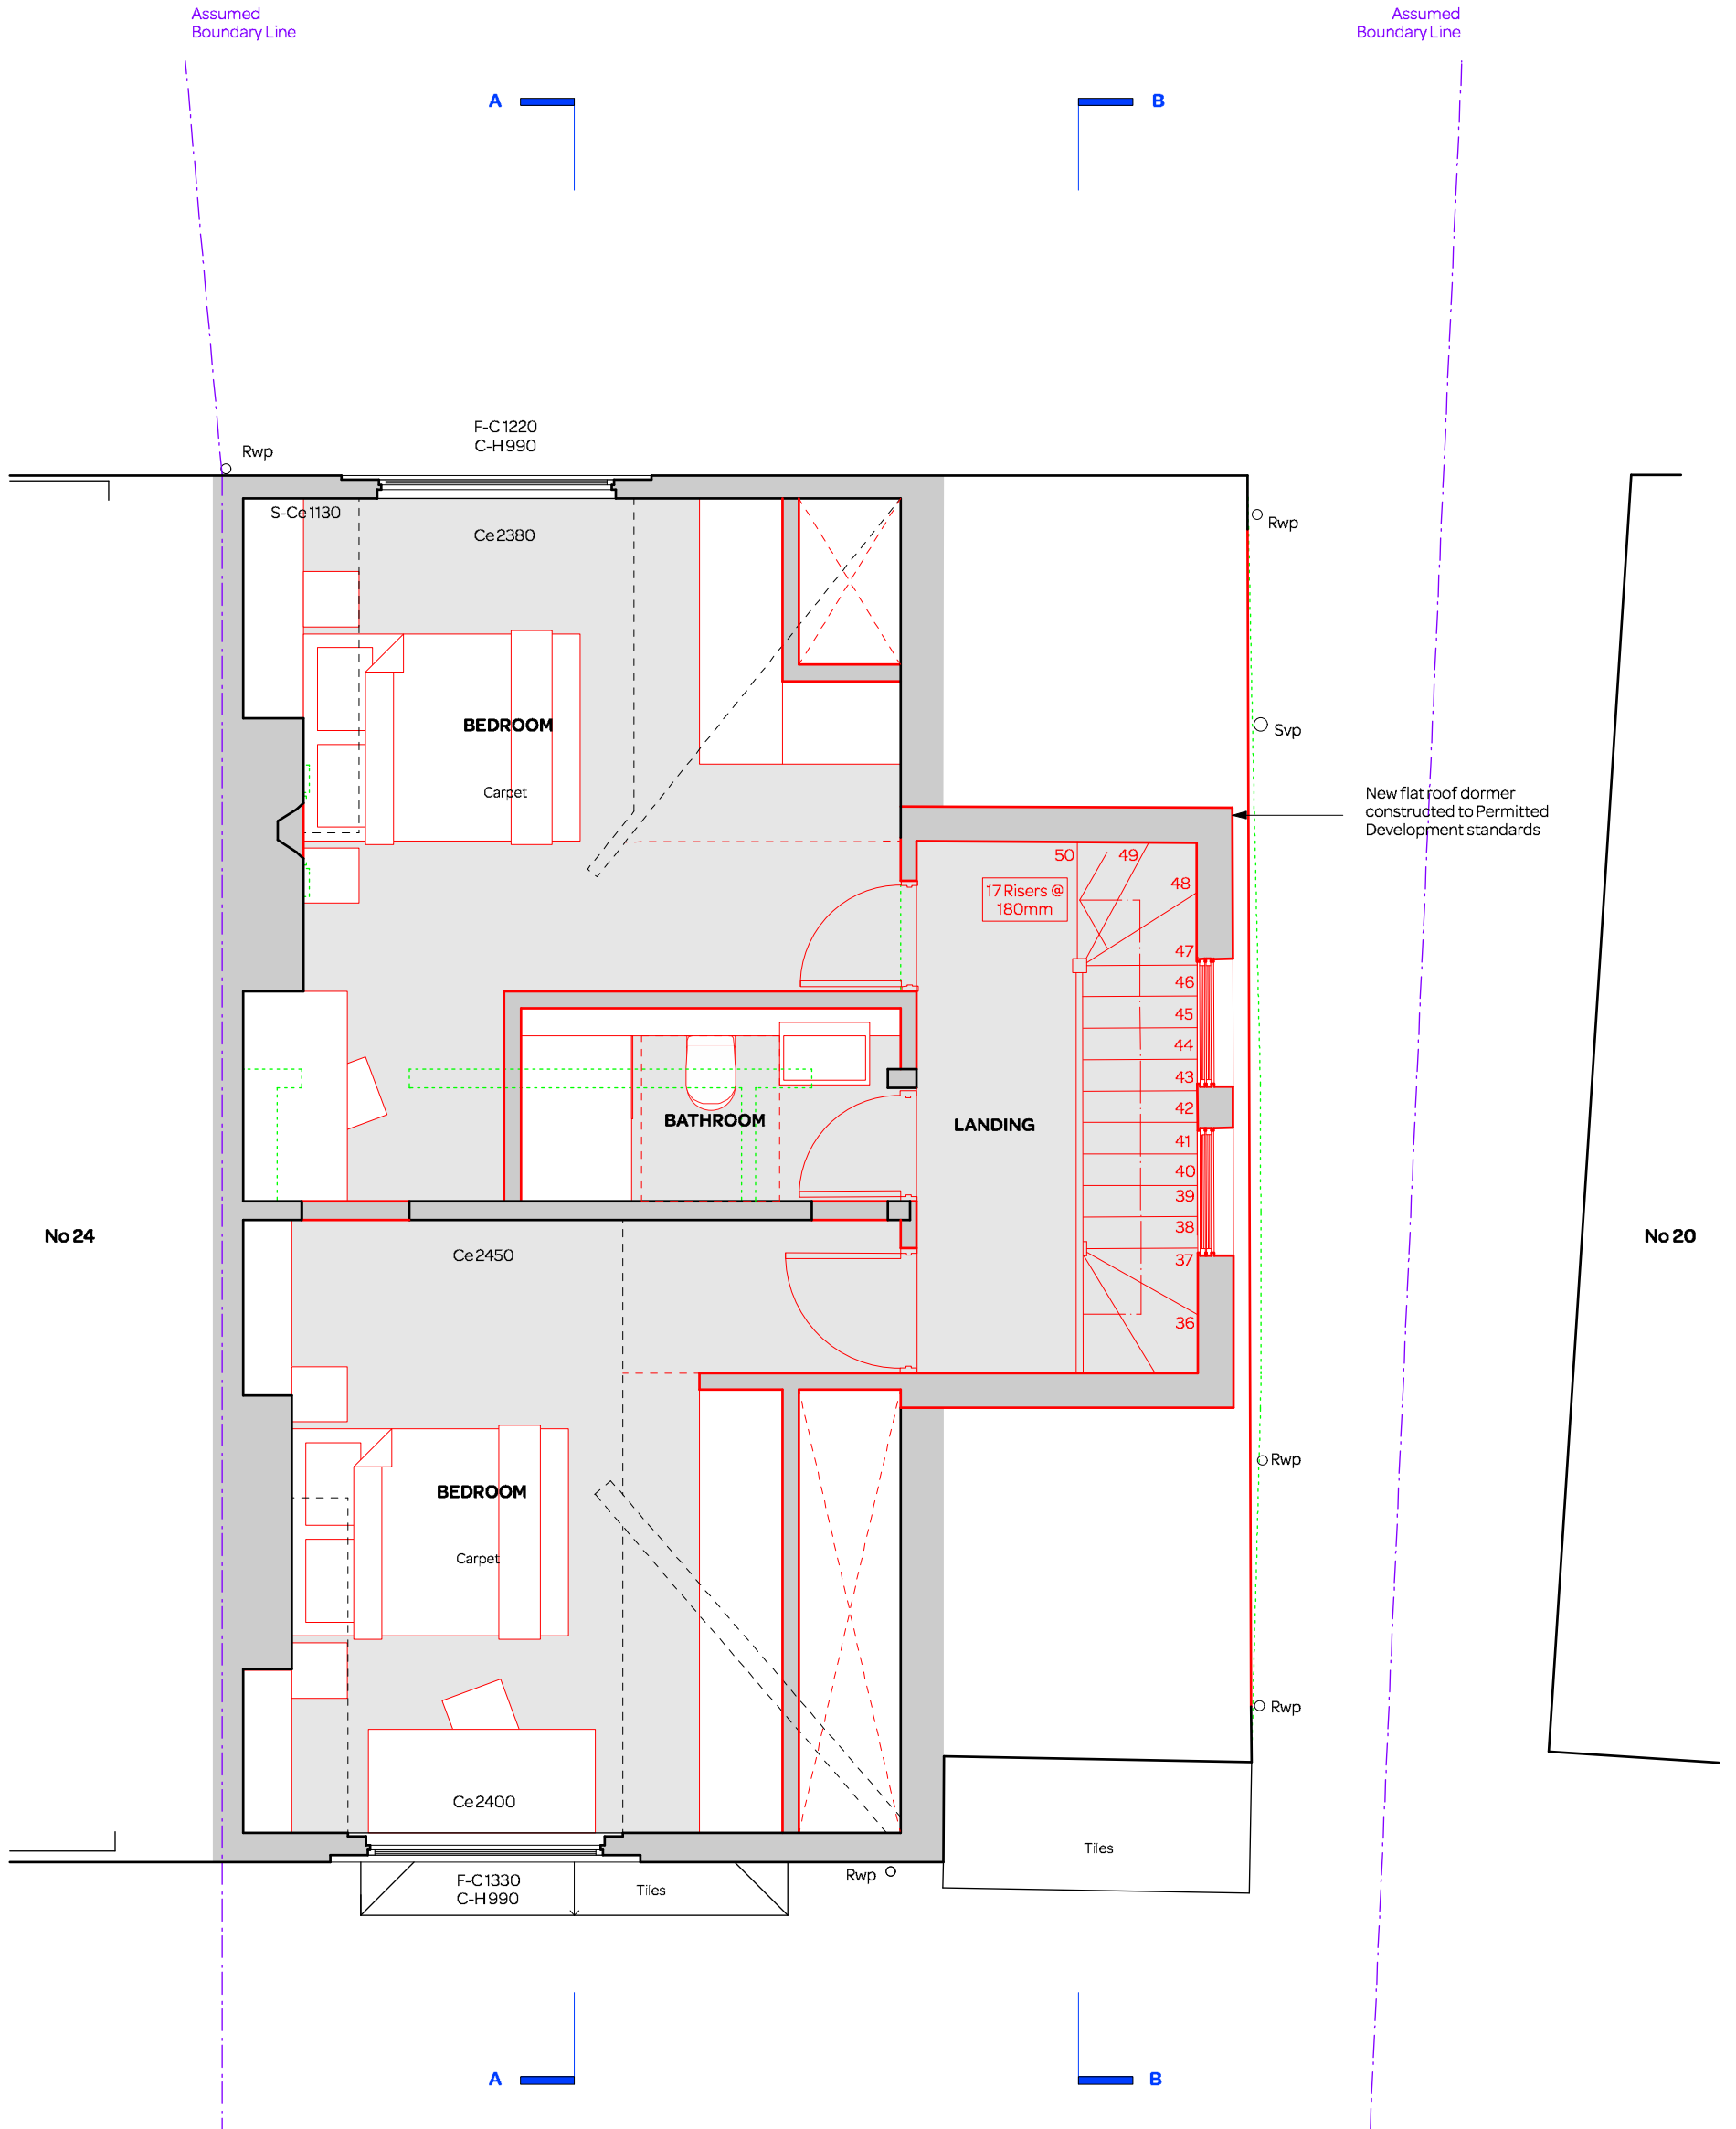 Assumed
Boundary Line
Assumed
Boundary Line
A
B
F-C 1220
C-H 990
Rwp
S-Ce 1130
Ce 2380
Rwp
BEDROOM
Svp
Carpet
New flat roof dormer
constructed to Permitted
Development standards
50
49
48
17 Risers @
180mm
47
46
45
44
43
42
BATHROOM
LANDING
41
40
39
38
37
36
No 24
No 20
Ce 2450
Rwp
BEDROOM
Carpet
Rwp
Ce 2400
Tiles
F-C 1330
C-H 990
Tiles
Rwp
A
B